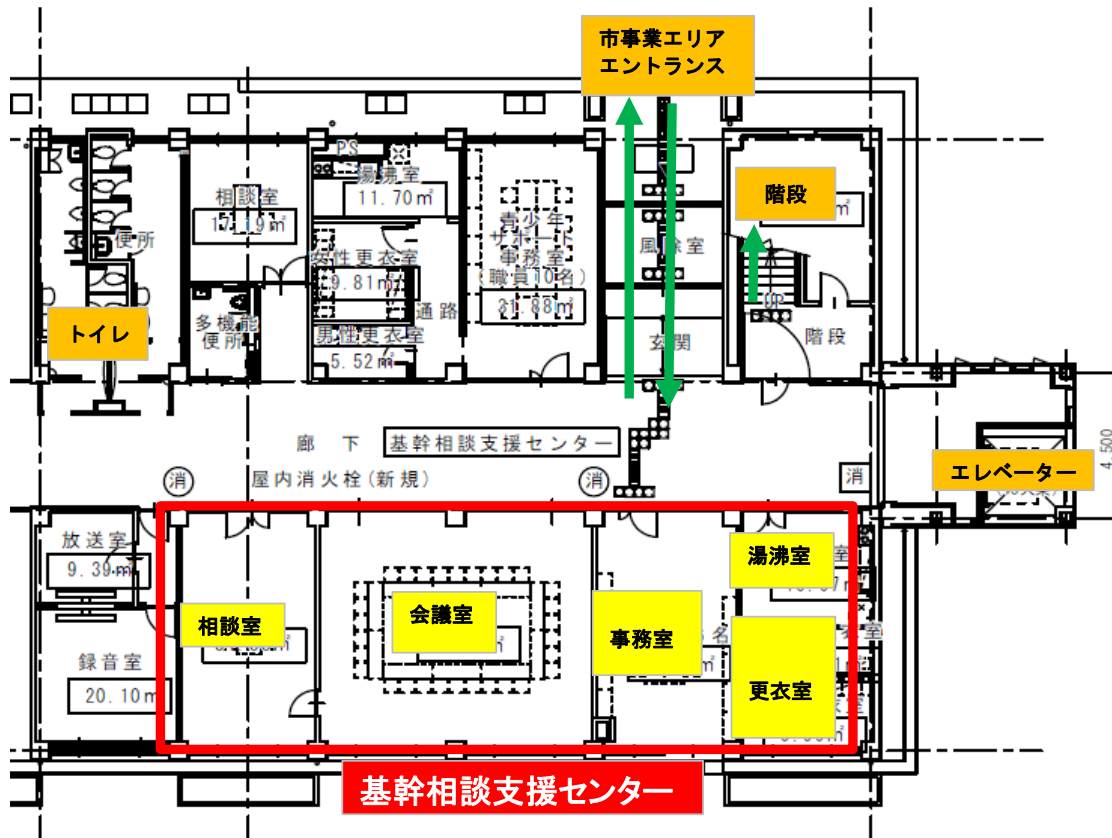 市事業エリア
エントランス
PS
湯沸室
11.70㎡
相談室
17.19㎡
便所
女性更衣室
9.81㎡
男性更衣室
5.52㎡
通路
青少年
サポート
事務室
(職員10名)
31.88㎡
風除室
玄関
階段
UP
階段
トイレ
多機能
便所
廊下
基幹相談支援センター
屋内消火栓(新規)
消
消
消
エレベーター
4,500
放送室
9.39㎡
録音室
20.10㎡
相談室
会議室
事務室
名
湯沸室
更衣室
基幹相談支援センター